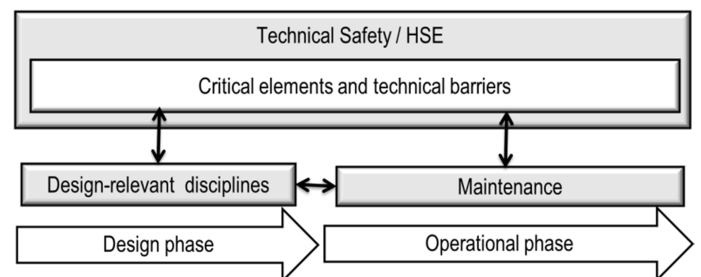 Technical Safety / HSE
Critical elements and technical barriers
Design-relevant disciplines
Maintenance
Design phase
Operational phase